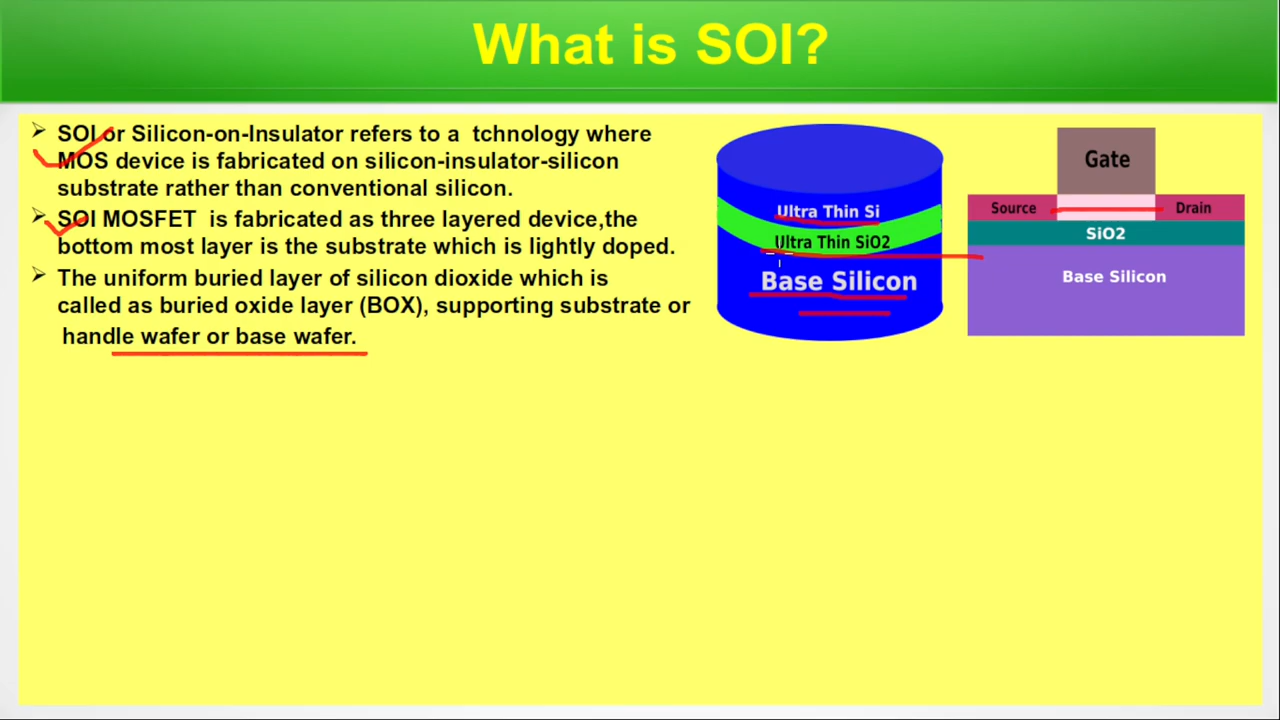 What is SOI?
SOI or Silicon-on-Insulator refers to a tchnology where
MOS device is fabricated on silicon-insulator-silicon
substrate rather than conventional silicon.
SOI MOSFET is fabricated as three layered device,the
bottom most layer is the substrate which is lightly doped.
The uniform buried layer of silicon dioxide which is
called as buried oxide layer (BOX), supporting substrate or
handle wafer or base wafer.
Ultra Thin Si
Ultra Thin SiO2
Base Silicon
Gate
Source
Drain
SiO2
Base Silicon